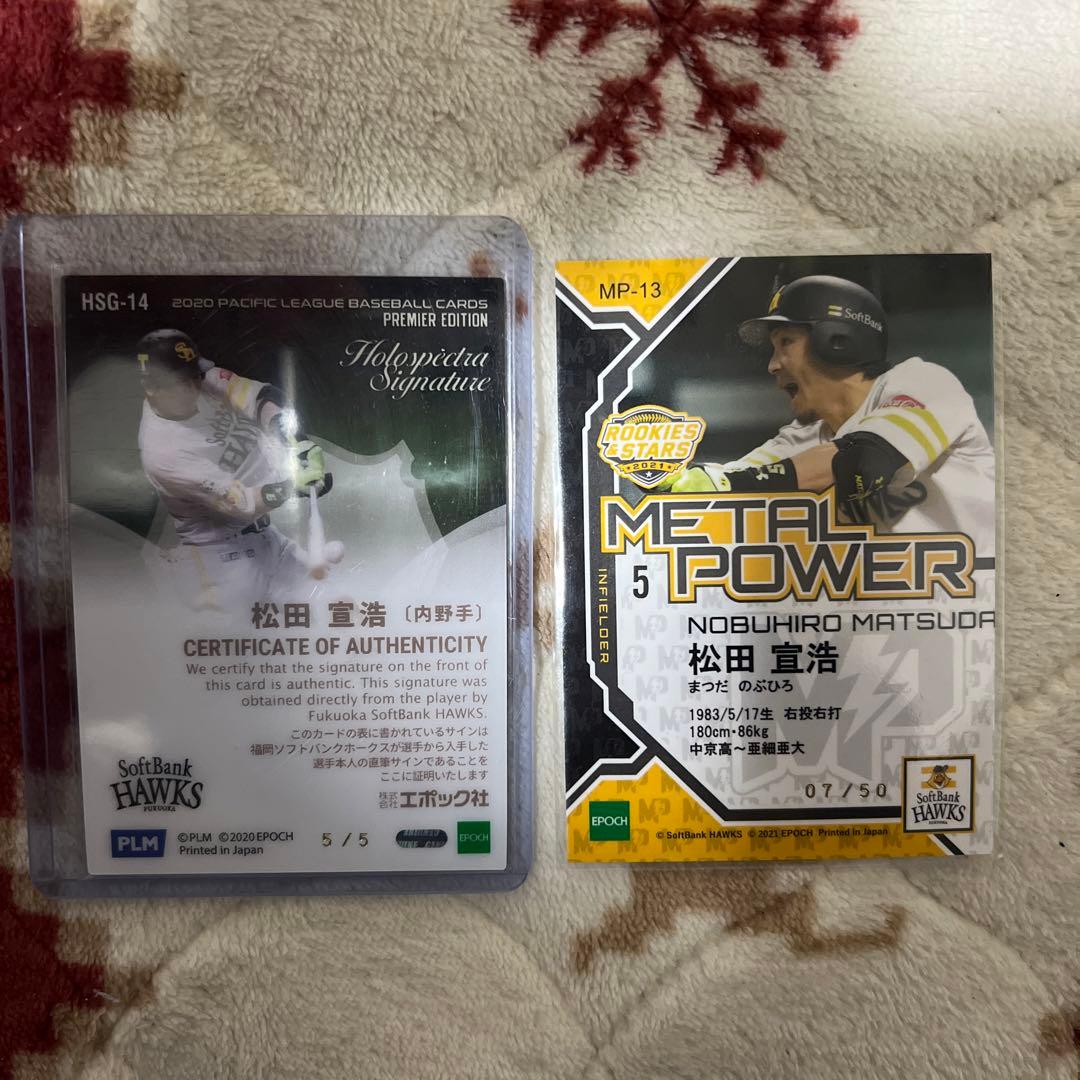 HSG-14 2020 PACIFIC LEAGUE BASEBALL CARDS
PREMIER EDITION
Holospectra
Signature
松田 宣浩〔内野手〕
CERTIFICATE OF AUTHENTICITY
We certify that the signature on the front of
this card is authentic. This signature was
obtained directly from the player by
Fukuoka SoftBank HAWKS.
このカードの表に書かれているサインは
福岡ソフトバンクホークスが選手から入手した
選手本人の直筆サインであることを
ここに証明いたします
SoftBank
HAWKS
FUKUOKA
株式会社エポック社
PLM
©PLM ©2020 EPOCH
Printed in Japan
5/5
EPOCH
MP-13
SoftBank
ROOKIES
& STARS
2021
METAL
POWER
INFIELDER
5
NOBUHIRO MATSUDA
松田 宣浩
まつだ のぶひろ
1983/5/17生 右投右打
180cm・86kg
中京高〜亜細亜大
07/50
EPOCH
SoftBank
HAWKS
FUKUOKA
© SoftBank HAWKS © 2021 EPOCH Printed in Japan